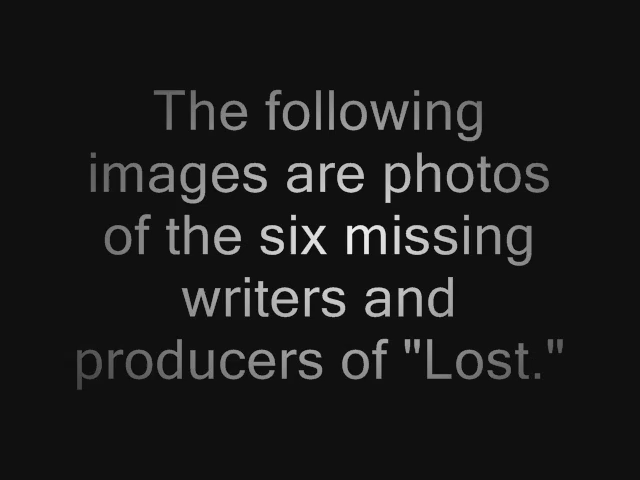 The following
images are photos
of the six missing
writers and
producers of "Lost."